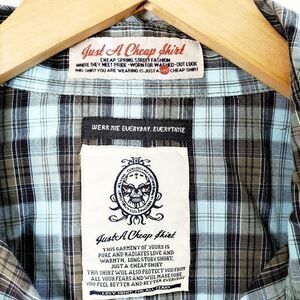 Just A Cheap Shirt
CHEAP SPRING STREET FASHION
WHERE THEY MEET PRIDE - WORN FOR WASHED-OUT LOOK
THIS SHIRT YOU ARE WEARING IS JUST A CHEAP SHIRT
WEAR ME EVERYDAY, EVERYTIME
Just A Cheap Shirt
THIS GARMENT OF YOURS IS
PURE AND RADIATES LOVE AND
WARMTH, LONG STORY SHORT,
JUST A CHEAP SHIRT
THIS SHIRT WILL ALSO PROTECT YOU FROM
ALL YOUR FEARS AND WILL MAKE SURE
YOU FEEL BETTER AND BETTER EVERY